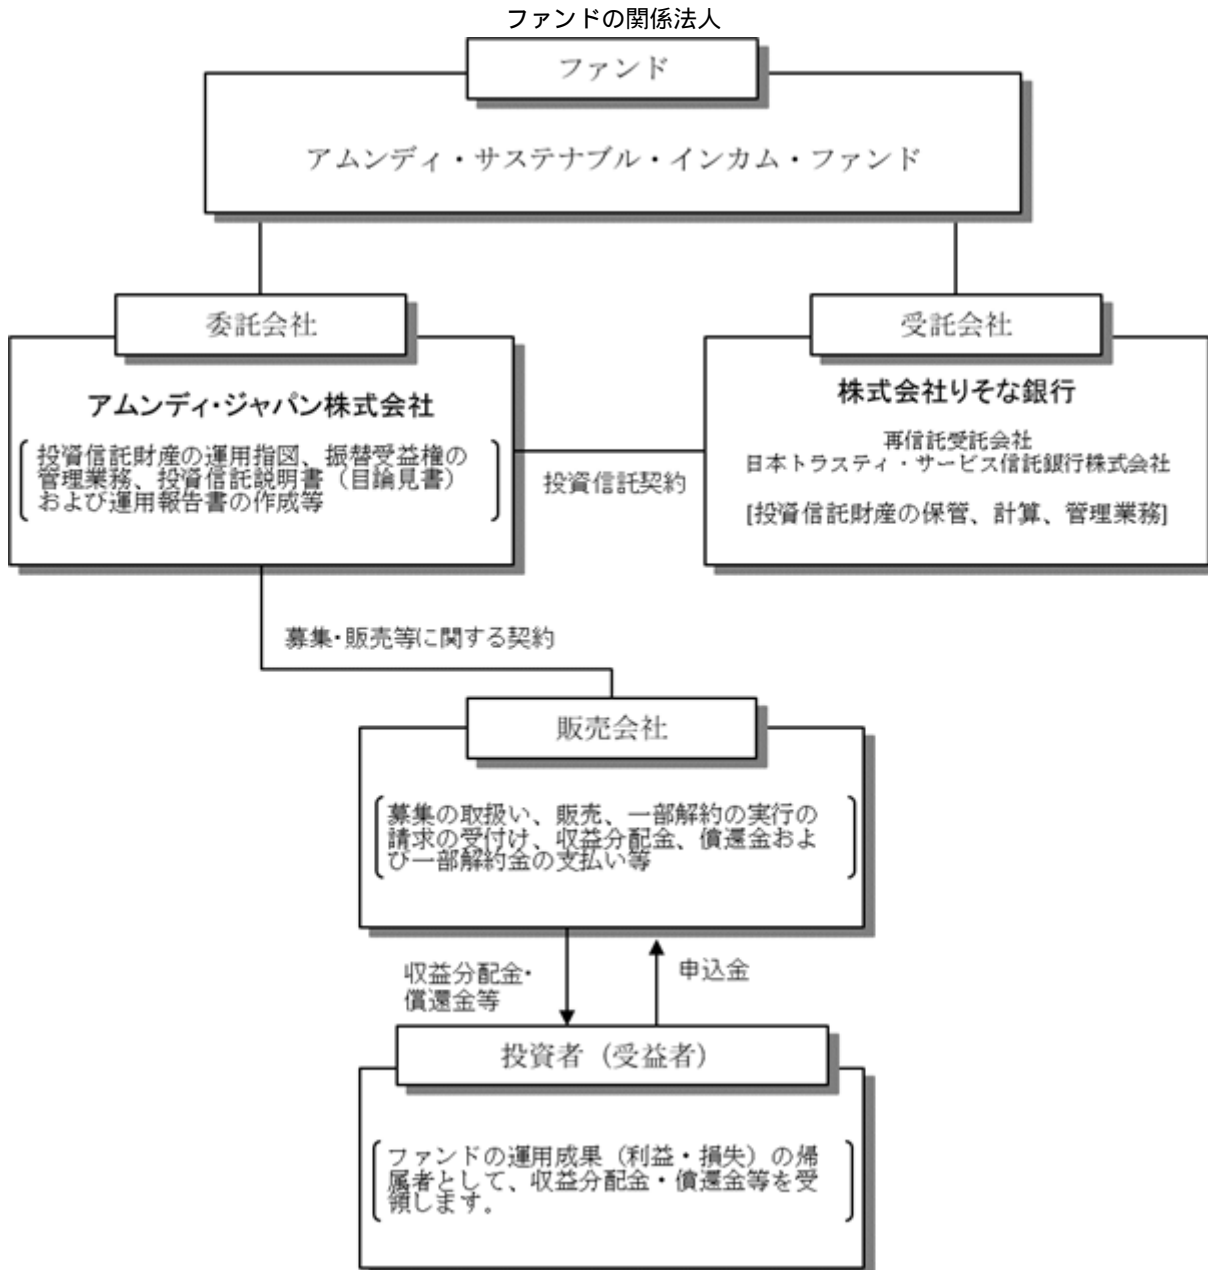 ファンドの関係法人
ファンド
アムンディ・サステナブル・インカム・ファンド
委託会社
アムンディ・ジャパン株式会社
投資信託財産の運用指図、振替受益権の
管理業務、投資信託説明書（目論見書）
および運用報告書の作成等
投資信託契約
受託会社
株式会社りそな銀行
再信託受託会社
日本トラスティ・サービス信託銀行株式会社
[投資信託財産の保管、計算、管理業務]
募集・販売等に関する契約
販売会社
募集の取扱い、販売、一部解約の実行の
請求の受付け、収益分配金、償還金およ
び一部解約金の支払い等
収益分配金・
償還金等
申込金
投資者（受益者）
ファンドの運用成果（利益・損失）の帰
属者として、収益分配金・償還金等を受
領します。